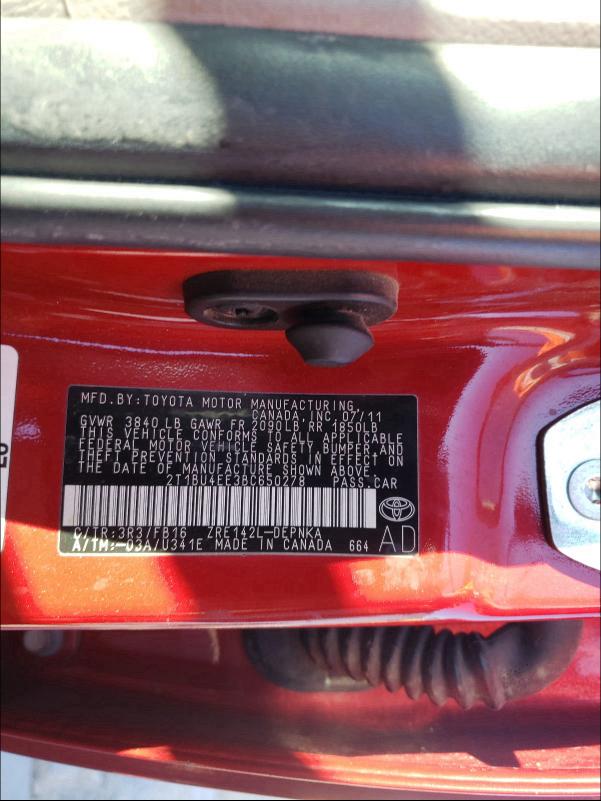 MFD.BY:TOYOTA MOTOR MANUFACTURING
CANADA INC. 07/11
GVWR 3840 LB GAWR FR 2090LB RR 1850LB
THIS VEHICLE CONFORMS TO ALL APPLICABLE
FEDERAL MOTOR VEHICLE SAFETY BUMPER, AND
THEFT PREVENTION STANDARDS IN EFFECT ON
THE DATE OF MANUFACTURE SHOWN ABOVE.
2T1BU4EE3BC650278 PASS.CAR
C/TR:3R3/FB16 ZRE142L-DEPNKA
A/TM:-03A/U341E MADE IN CANADA 664 AD